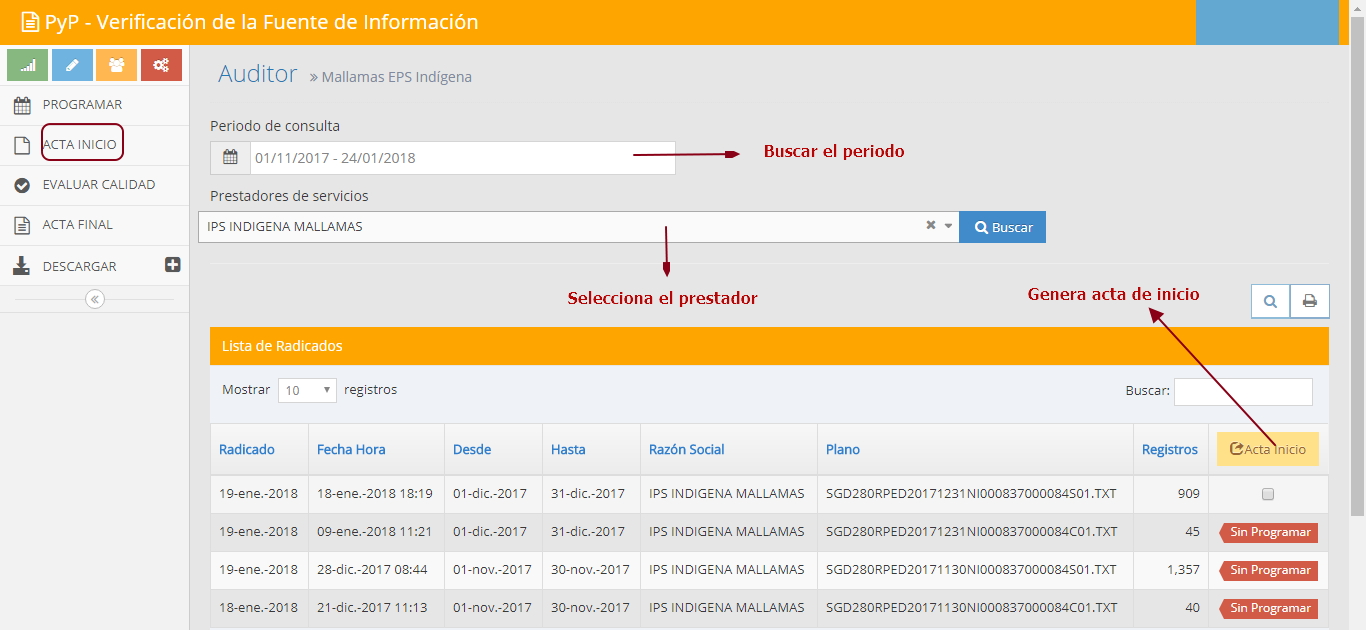 PyP - Verificación de la Fuente de Información
Auditor » Mallamas EPS Indígena
PROGRAMAR
ACTA INICIO
EVALUAR CALIDAD
ACTA FINAL
DESCARGAR
Periodo de consulta
01/11/2017 - 24/01/2018
Buscar el periodo
Prestadores de servicios
IPS INDIGENA MALLAMAS
Buscar
Selecciona el prestador
Genera acta de inicio
Lista de Radicados
Mostrar 10 registros
Buscar:
Radicado Fecha Hora Desde Hasta Razón Social Plano Registros Acta Inicio
19-ene.-2018 18-ene.-2018 18:19 01-dic.-2017 31-dic.-2017 IPS INDIGENA MALLAMAS SGD280RPED20171231NI000837000084S01.TXT 909
19-ene.-2018 09-ene.-2018 11:21 01-dic.-2017 31-dic.-2017 IPS INDIGENA MALLAMAS SGD280RPED20171231NI000837000084C01.TXT 45 Sin Programar
19-ene.-2018 28-dic.-2017 08:44 01-nov.-2017 30-nov.-2017 IPS INDIGENA MALLAMAS SGD280RPED20171130NI000837000084S01.TXT 1,357 Sin Programar
18-ene.-2018 21-dic.-2017 11:13 01-nov.-2017 30-nov.-2017 IPS INDIGENA MALLAMAS SGD280RPED20171130NI000837000084C01.TXT 40 Sin Programar